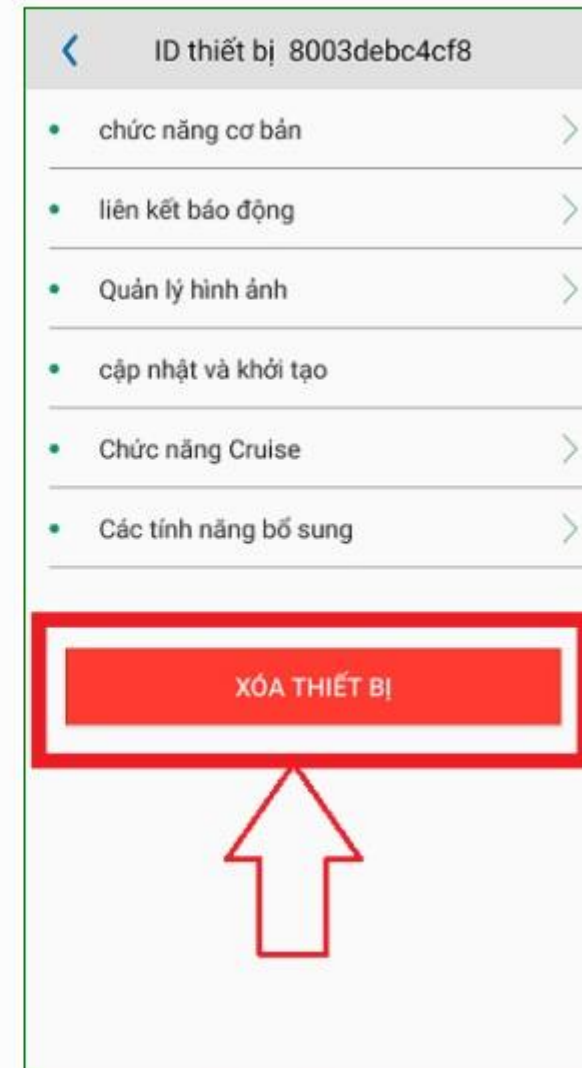 ID thiết bị 8003debc4cf8
chức năng cơ bản
liên kết báo động
Quản lý hình ảnh
cập nhật và khởi tạo
Chức năng Cruise
Các tính năng bổ sung
XÓA THIẾT BỊ